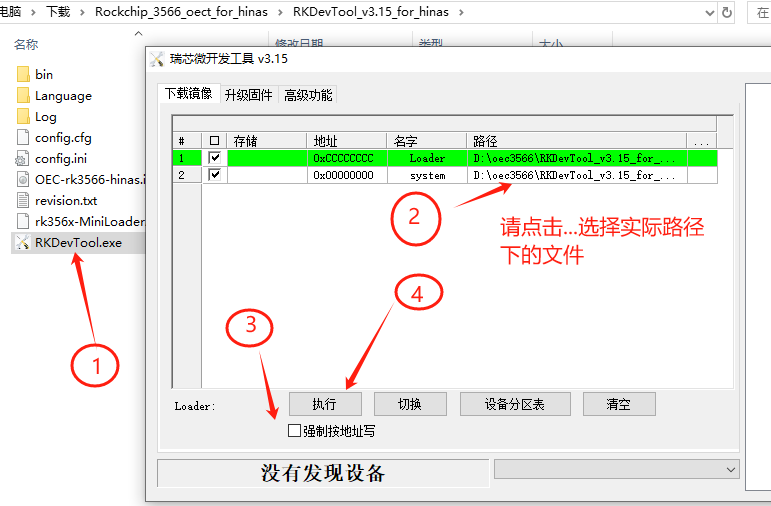 电脑 › 下载 › Rockchip_3566_oect_for_hinas › RKDevTool_v3.15_for_hinas ›
在
名称
修改日期
类型
大小
bin
Language
Log
config.cfg
config.ini
OEC-rk3566-hinas.i
revision.txt
rk356x-MiniLoader
RKDevTool.exe
瑞芯微开发工具 v3.15
下载镜像 升级固件 高级功能
# 存储 地址 名字 路径 ...
1 0xCCCCCCCC Loader D:\oec3566\RKDevTool_v3.15_for_...
2 0x00000000 system D:\oec3566\RKDevTool_v3.15_for_...
2
请点击...选择实际路径
下的文件
4
3
1
Loader:
执行 切换 设备分区表 清空
强制按地址写
没有发现设备